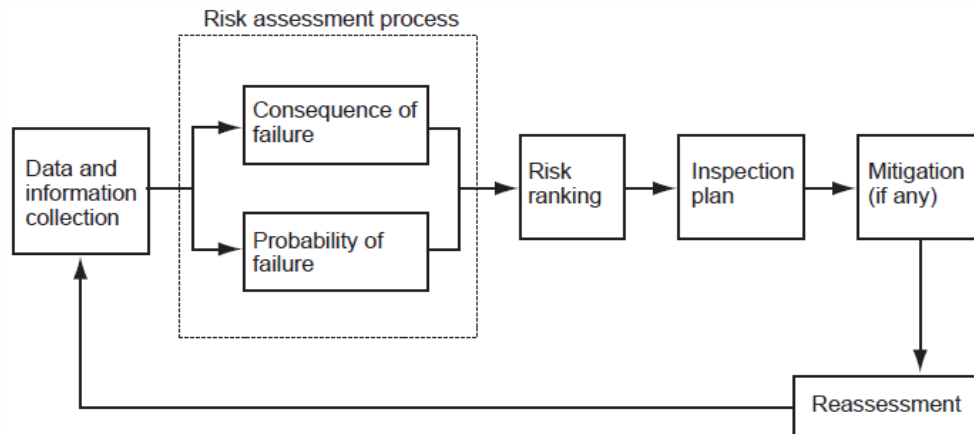 Risk assessment process
Consequence of
failure
Data and
information
collection
Probability of
failure
Risk
ranking
Inspection
plan
Mitigation
(if any)
Reassessment